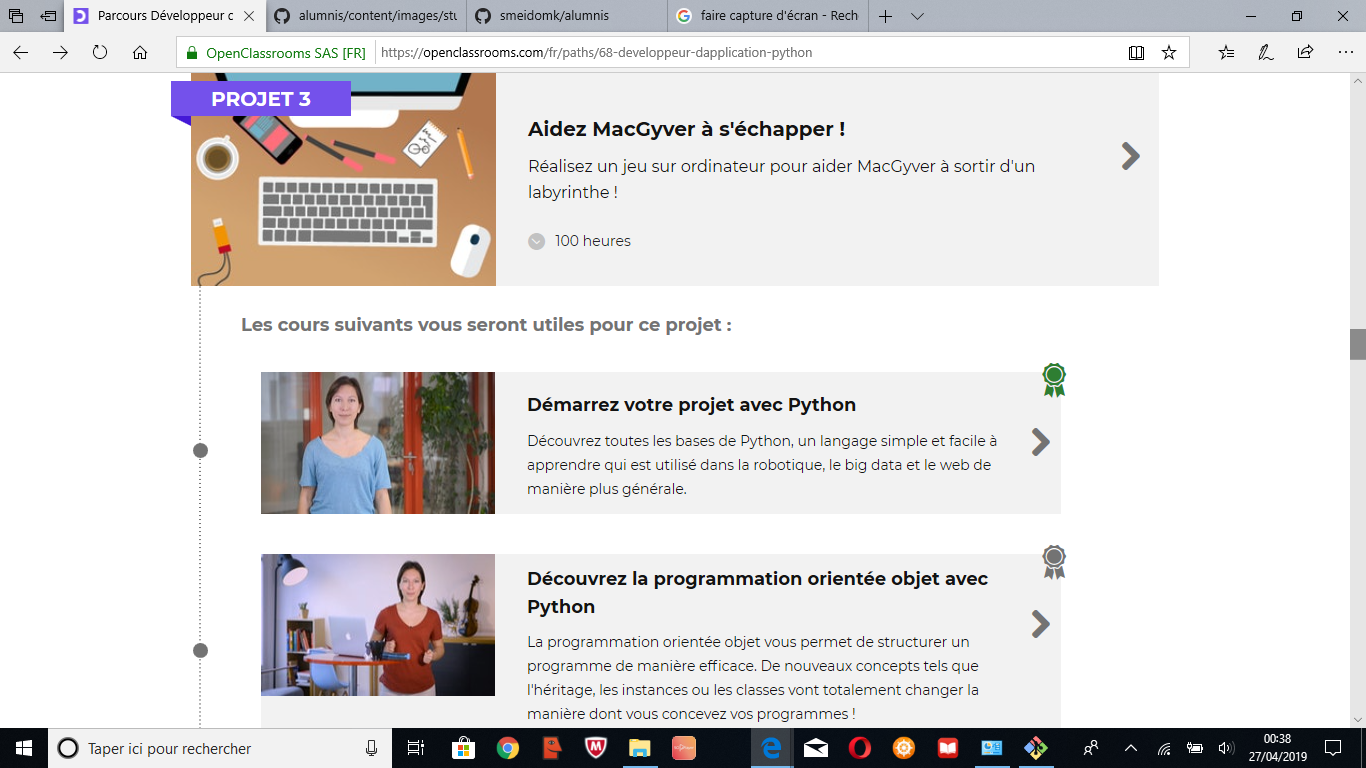 Parcours Développeur c
alumnis/content/images/stu
smeidomk/alumnis
faire capture d'écran - Rech
OpenClassrooms SAS [FR]
https://openclassrooms.com/fr/paths/68-developpeur-dapplication-python
PROJET 3
Aidez MacGyver à s'échapper !
Réalisez un jeu sur ordinateur pour aider MacGyver à sortir d'un
labyrinthe !
100 heures
Les cours suivants vous seront utiles pour ce projet :
Démarrez votre projet avec Python
Découvrez toutes les bases de Python, un langage simple et facile à
apprendre qui est utilisé dans la robotique, le big data et le web de
manière plus générale.
Découvrez la programmation orientée objet avec
Python
La programmation orientée objet vous permet de structurer un
programme de manière efficace. De nouveaux concepts tels que
l'héritage, les instances ou les classes vont totalement changer la
manière dont vous concevez vos programmes !
Taper ici pour rechercher
00:38
27/04/2019